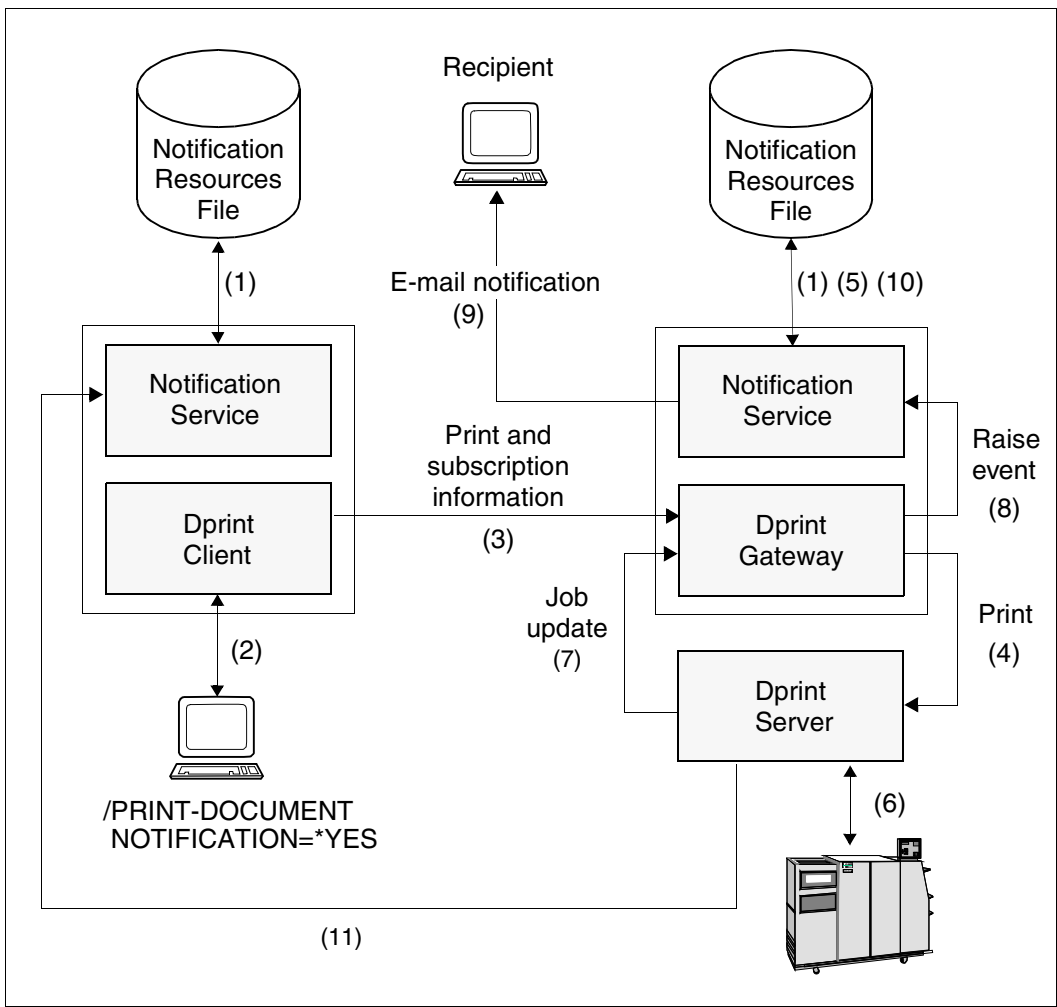 Recipient
Notification
Resources
File
Notification
Resources
File
(1)
E-mail notification
(9)
(1) (5) (10)
Notification
Service
Notification
Service
Print and
subscription
information
(3)
Raise
event
(8)
Dprint
Client
Dprint
Gateway
Job
update
(7)
Print
(4)
(2)
Dprint
Server
/PRINT-DOCUMENT
NOTIFICATION=*YES
(6)
(11)